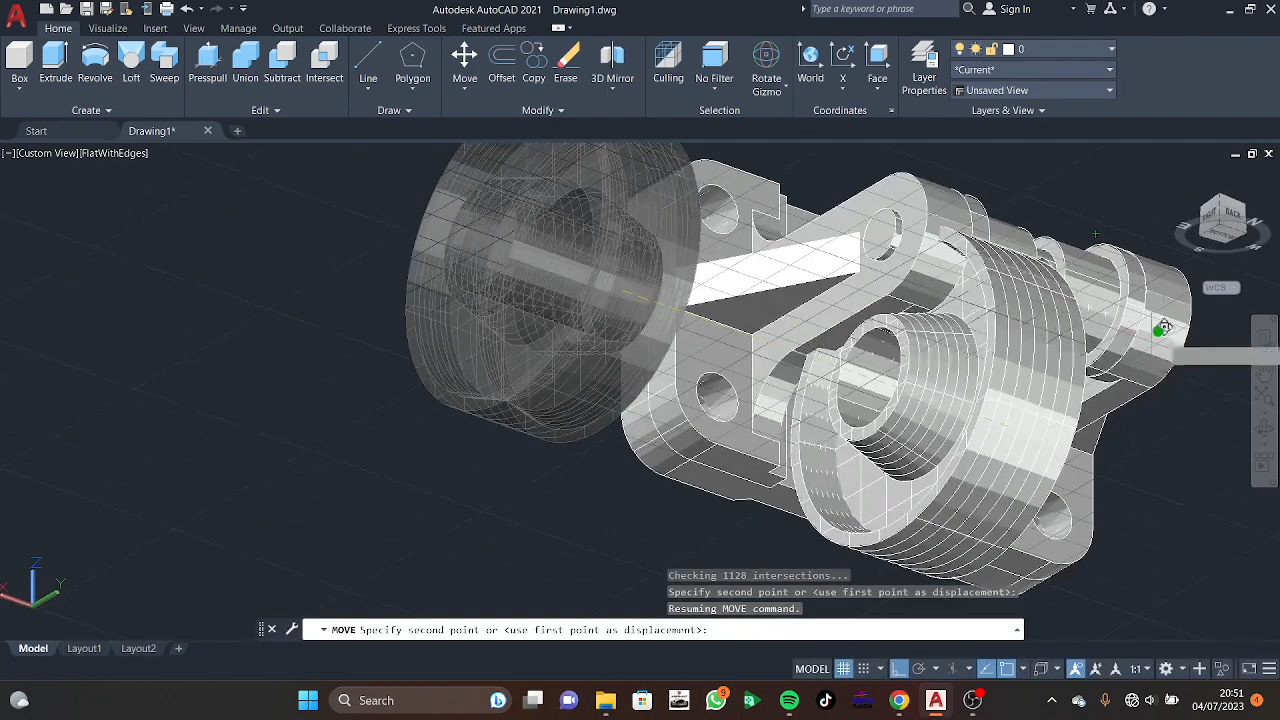 Autodesk AutoCAD 2021 Drawing1.dwg
Type a keyword or phrase
Sign In
Home Visualize Insert View Manage Output Collaborate Express Tools Featured Apps
Box Extrude Revolve Loft Sweep
Presspull Union Subtract Intersect
Line Polygon
Move Offset Copy Erase 3D Mirror
Culling No Filter Rotate Gizmo
World X Face
Layer Properties
0
*Current*
Unsaved View
Create Edit Draw Modify Selection Coordinates Layers & View
Start Drawing1*
[−][Custom View][FlatWithEdges]
RIGHT BACK
N
WCS
Z
X Y
Checking 1128 intersections...
Specify second point or <use first point as displacement>:
Resuming MOVE command.
MOVE Specify second point or <use first point as displacement>:
Model Layout1 Layout2
MODEL 1:1
Search
9
20:51
04/07/2023